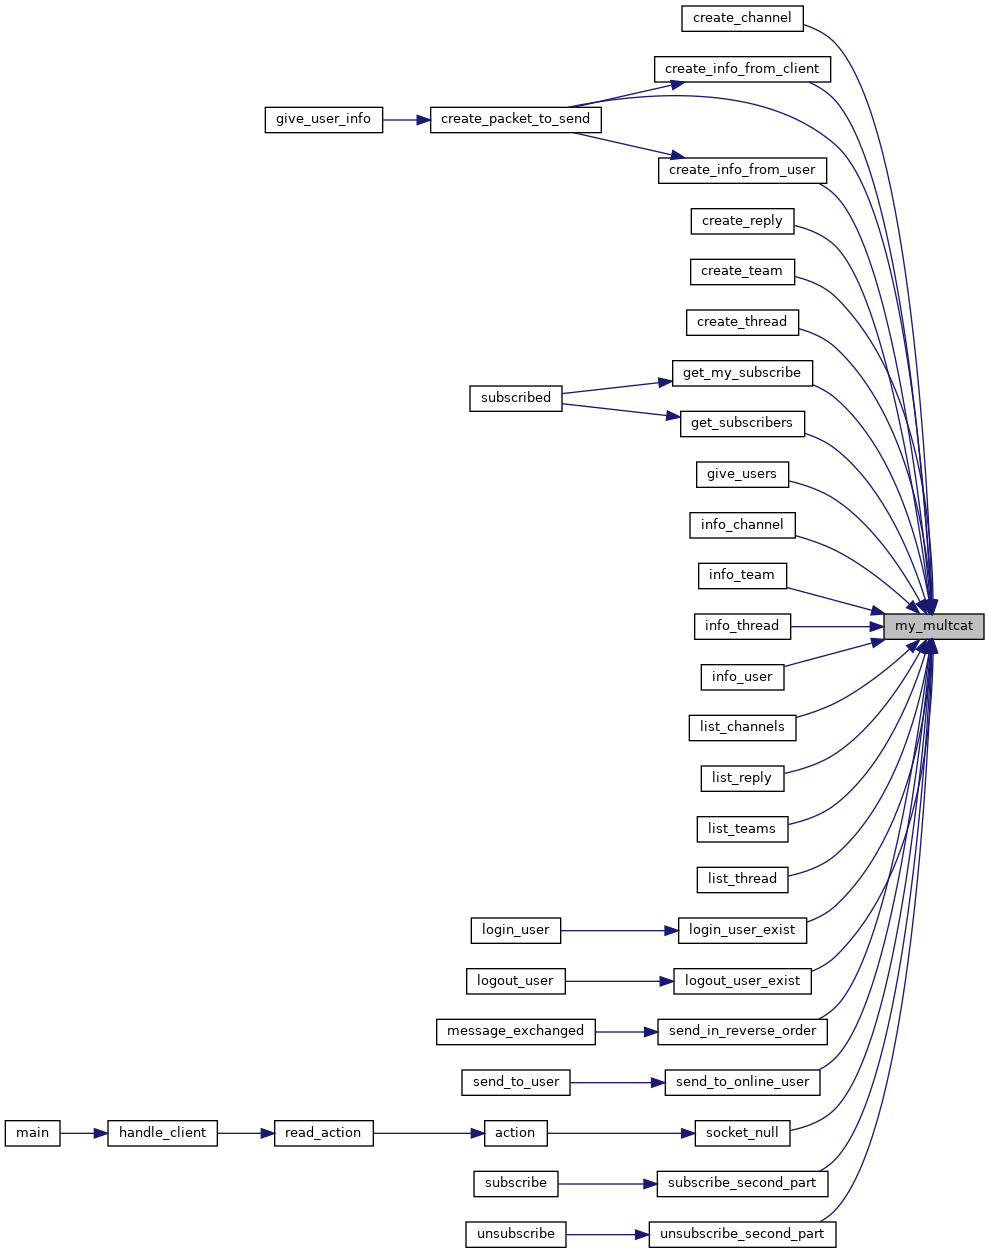 create_channel
create_info_from_client
give_user_info
create_packet_to_send
create_info_from_user
create_reply
create_team
create_thread
get_my_subscribe
subscribed
get_subscribers
give_users
info_channel
info_team
info_thread
my_multcat
info_user
list_channels
list_reply
list_teams
list_thread
login_user
login_user_exist
logout_user
logout_user_exist
message_exchanged
send_in_reverse_order
send_to_user
send_to_online_user
main
handle_client
read_action
action
socket_null
subscribe
subscribe_second_part
unsubscribe
unsubscribe_second_part